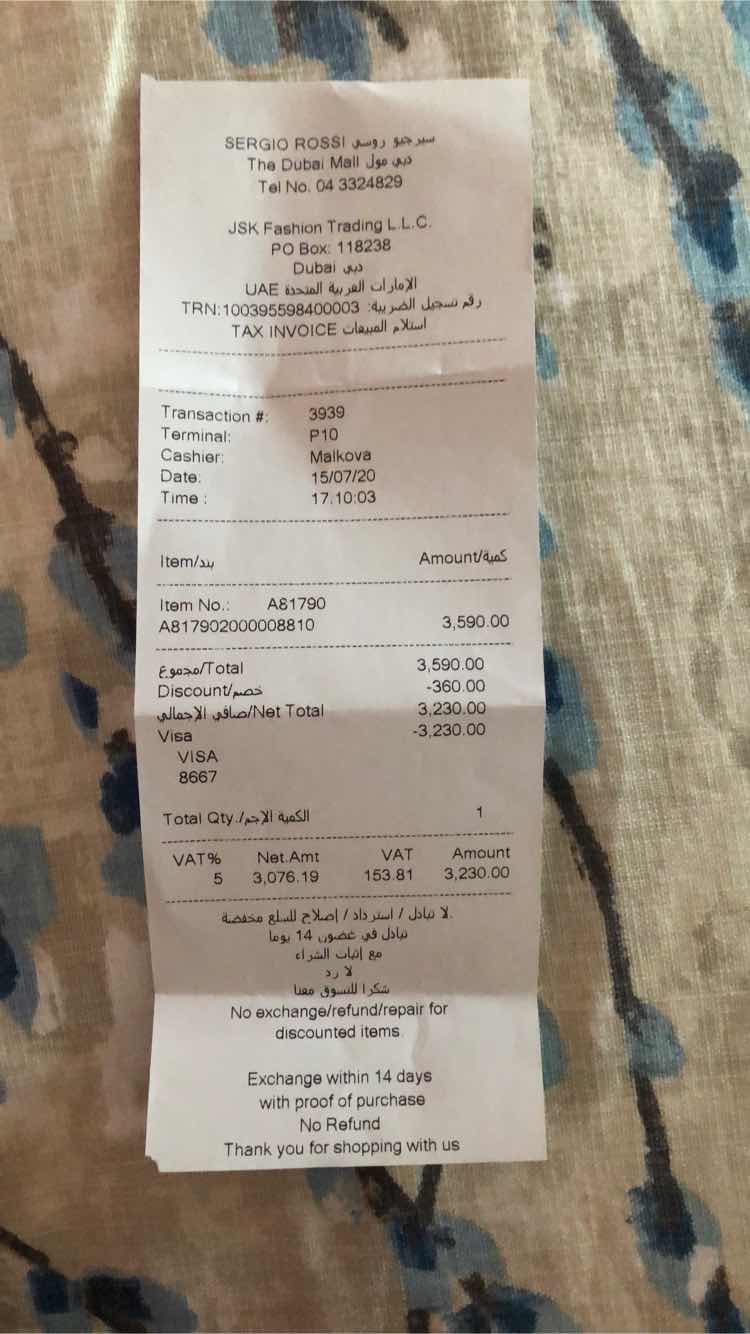 SERGIO ROSSI سيرجيو روسي
The Dubai Mall دبي مول
Tel No. 04 3324829
JSK Fashion Trading L.L.C.
PO Box: 118238
Dubai دبي
UAE الإمارات العربية المتحدة
TRN:100395598400003 :رقم تسجيل الضريبة
TAX INVOICE استلام المبيعات
Transaction #: 3939
Terminal: P10
Cashier: Malkova
Date: 15/07/20
Time : 17.10:03
Item/بند Amount/كمية
Item No.: A81790
A817902000008810 3,590.00
مجموع/Total 3,590.00
Discount/خصم -360.00
صافي الإجمالي/Net Total 3,230.00
Visa -3,230.00
VISA
8667
Total Qty./الكمية الإجم 1
VAT% Net.Amt VAT Amount
5 3,076.19 153.81 3,230.00
لا تبادل / استرداد / إصلاح للسلع مخفضة.
تبادل في غضون 14 يوما
مع إثبات الشراء
لا رد
شكرا للتسوق معنا
No exchange/refund/repair for
discounted items.
Exchange within 14 days
with proof of purchase
No Refund
Thank you for shopping with us